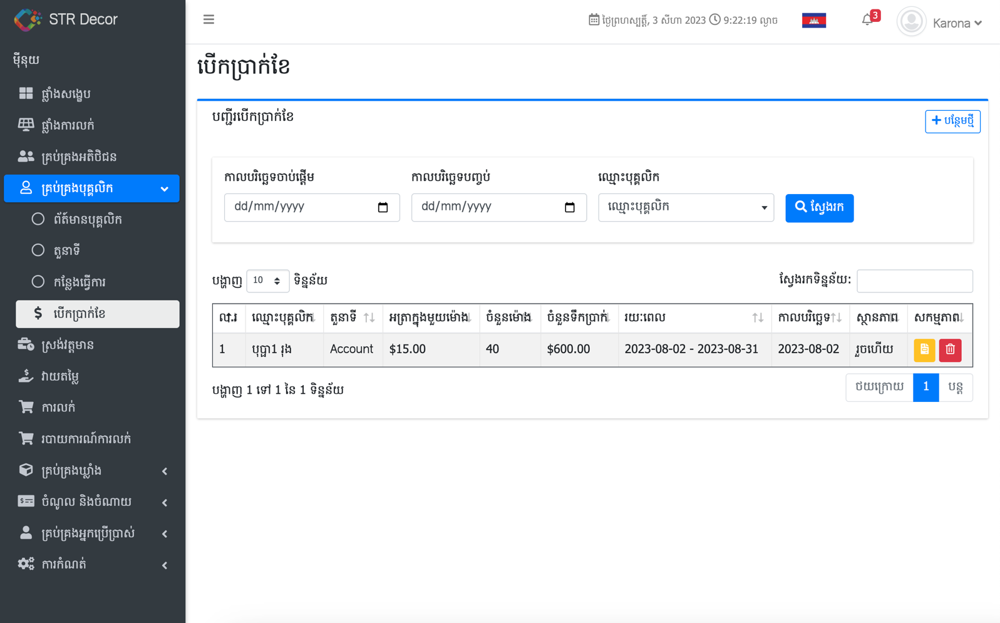 STR Decor
ថ្ងៃព្រហស្បត្តិ៍, 3 សីហា 2023 9:22:19 ល្ងាច
3
Karona
ម៉ឺនុយ
ផ្ទាំងសង្ខេប
ផ្ទាំងការលក់
គ្រប់គ្រងអតិថិជន
គ្រប់គ្រងបុគ្គលិក
ព័ត៍មានបុគ្គលិក
តួនាទី
កន្លែងធ្វើការ
បើកប្រាក់ខែ
ស្រង់វត្តមាន
វាយតម្លៃ
ការលក់
របាយការណ៍ការលក់
គ្រប់គ្រងឃ្លាំង
ចំណូល និងចំណាយ
គ្រប់គ្រងអ្នកប្រើប្រាស់
ការកំណត់
បើកប្រាក់ខែ
បញ្ជីរបើកប្រាក់ខែ
បន្ថែមថ្មី
កាលបរិច្ឆេទចាប់ផ្តើម កាលបរិច្ឆេទបញ្ចប់ ឈ្មោះបុគ្គលិក
dd/mm/yyyy dd/mm/yyyy ឈ្មោះបុគ្គលិក ស្វែងរក
បង្ហាញ 10 ទិន្នន័យ ស្វែងរកទិន្នន័យ:
ល.រ ឈ្មោះបុគ្គលិក តួនាទី អត្រាក្នុងមួយម៉ោង ចំនួនម៉ោង ចំនួនទឹកប្រាក់ រយ:ពេល កាលបរិច្ឆេទ ស្ថានភាព សកម្មភាព
1 បុប្ផា1 រុង Account $15.00 40 $600.00 2023-08-02 - 2023-08-31 2023-08-02 រួចហើយ
បង្ហាញ 1 ទៅ 1 នៃ 1 ទិន្នន័យ
ថយក្រោយ 1 បន្ត